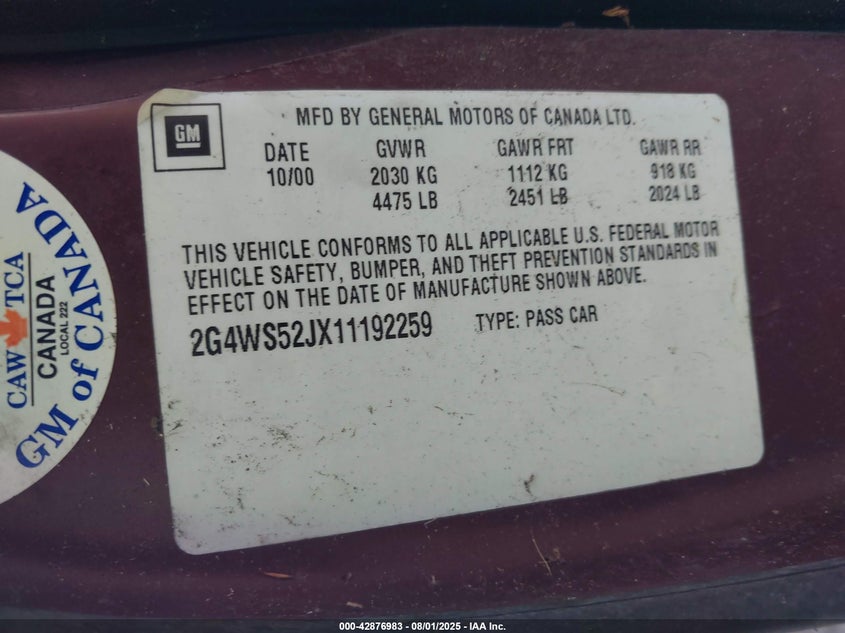 CAW TCA
CANADA
LOCAL 222
GM of CANADA
GM
MFD BY GENERAL MOTORS OF CANADA LTD.
DATE GVWR GAWR FRT GAWR RR
10/00 2030 KG 1112 KG 918 KG
4475 LB 2451 LB 2024 LB
THIS VEHICLE CONFORMS TO ALL APPLICABLE U.S. FEDERAL MOTOR
VEHICLE SAFETY, BUMPER, AND THEFT PREVENTION STANDARDS IN
EFFECT ON THE DATE OF MANUFACTURE SHOWN ABOVE.
2G4WS52JX11192259 TYPE: PASS CAR
000-42876983 - 08/01/2025 - IAA Inc.